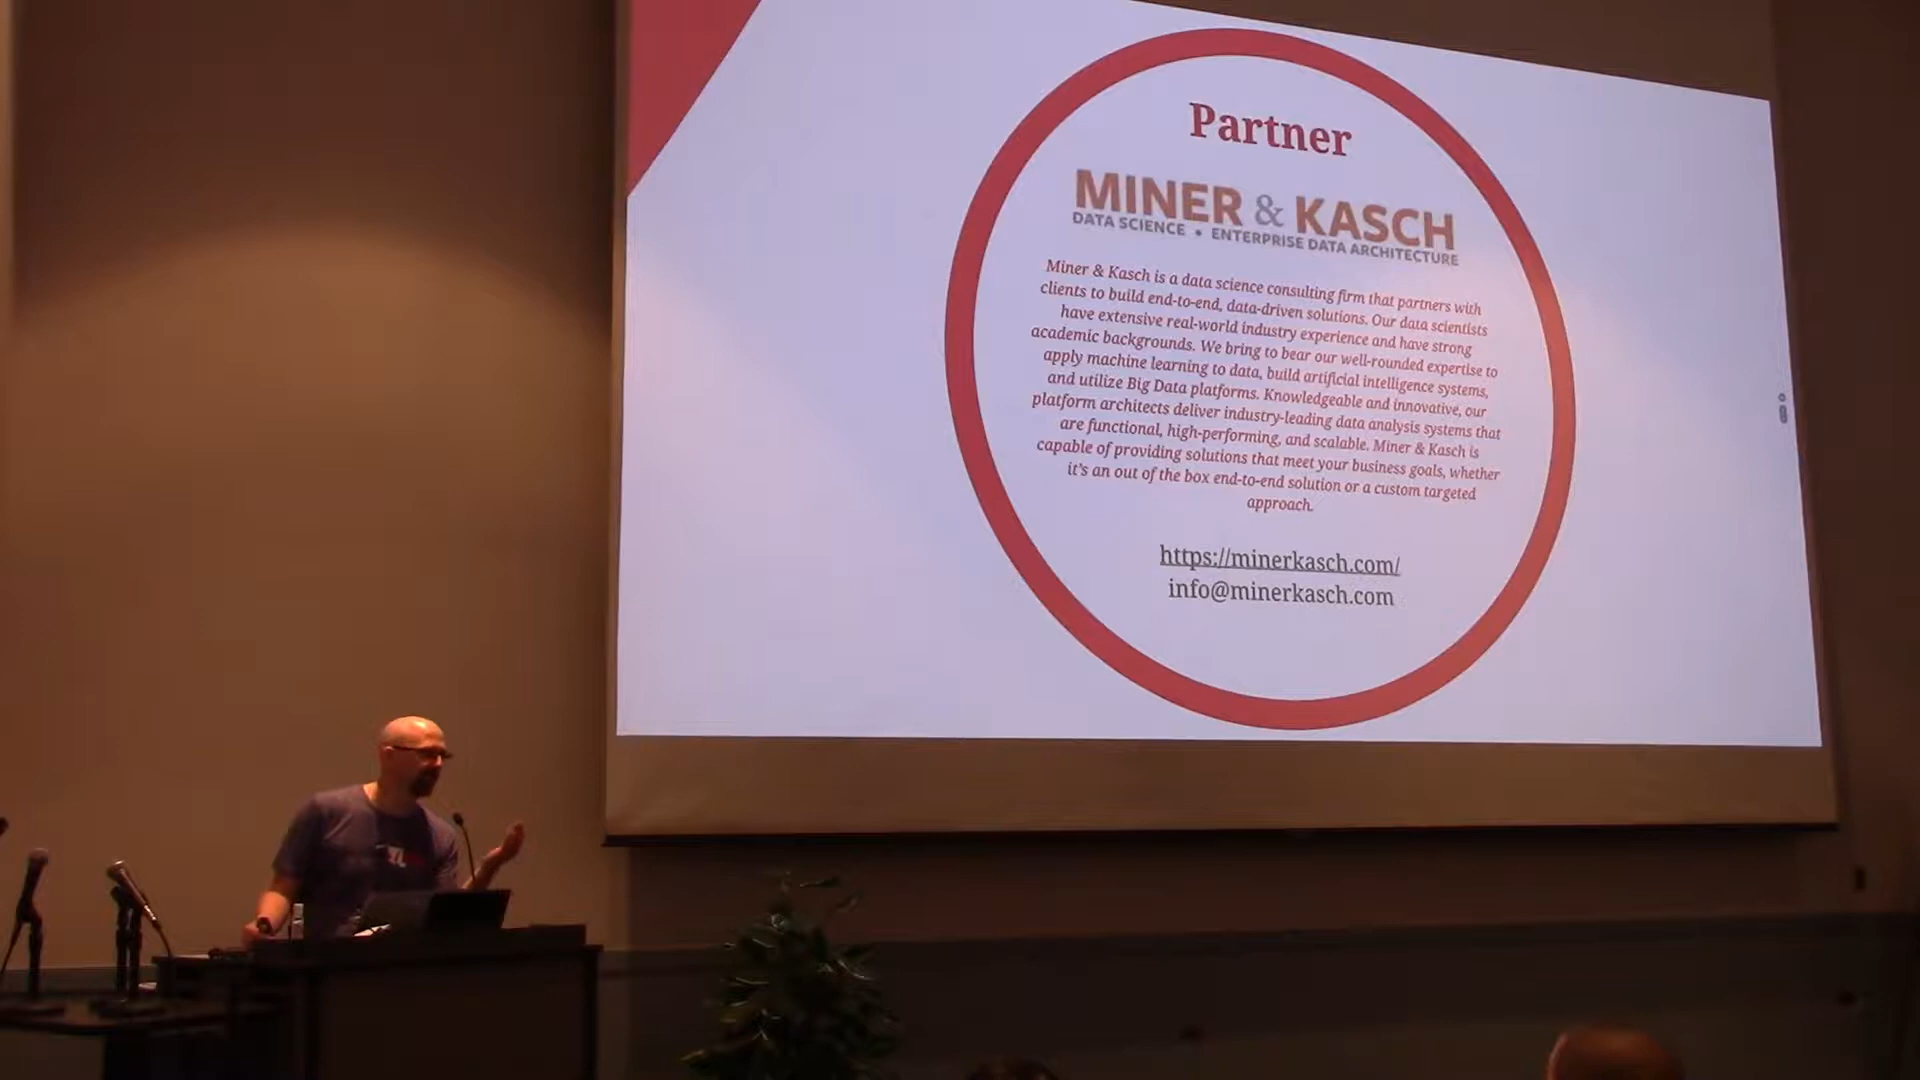 Partner
MINER & KASCH
DATA SCIENCE • ENTERPRISE DATA ARCHITECTURE
Miner & Kasch is a data science consulting firm that partners with
clients to build end-to-end, data-driven solutions. Our data scientists
have extensive real-world industry experience and have strong
academic backgrounds. We bring to bear our well-rounded expertise to
apply machine learning to data, build artificial intelligence systems,
and utilize Big Data platforms. Knowledgeable and innovative, our
platform architects deliver industry-leading data analysis systems that
are functional, high-performing, and scalable. Miner & Kasch is
capable of providing solutions that meet your business goals, whether
it's an out of the box end-to-end solution or a custom targeted
approach.
https://minerkasch.com/
info@minerkasch.com